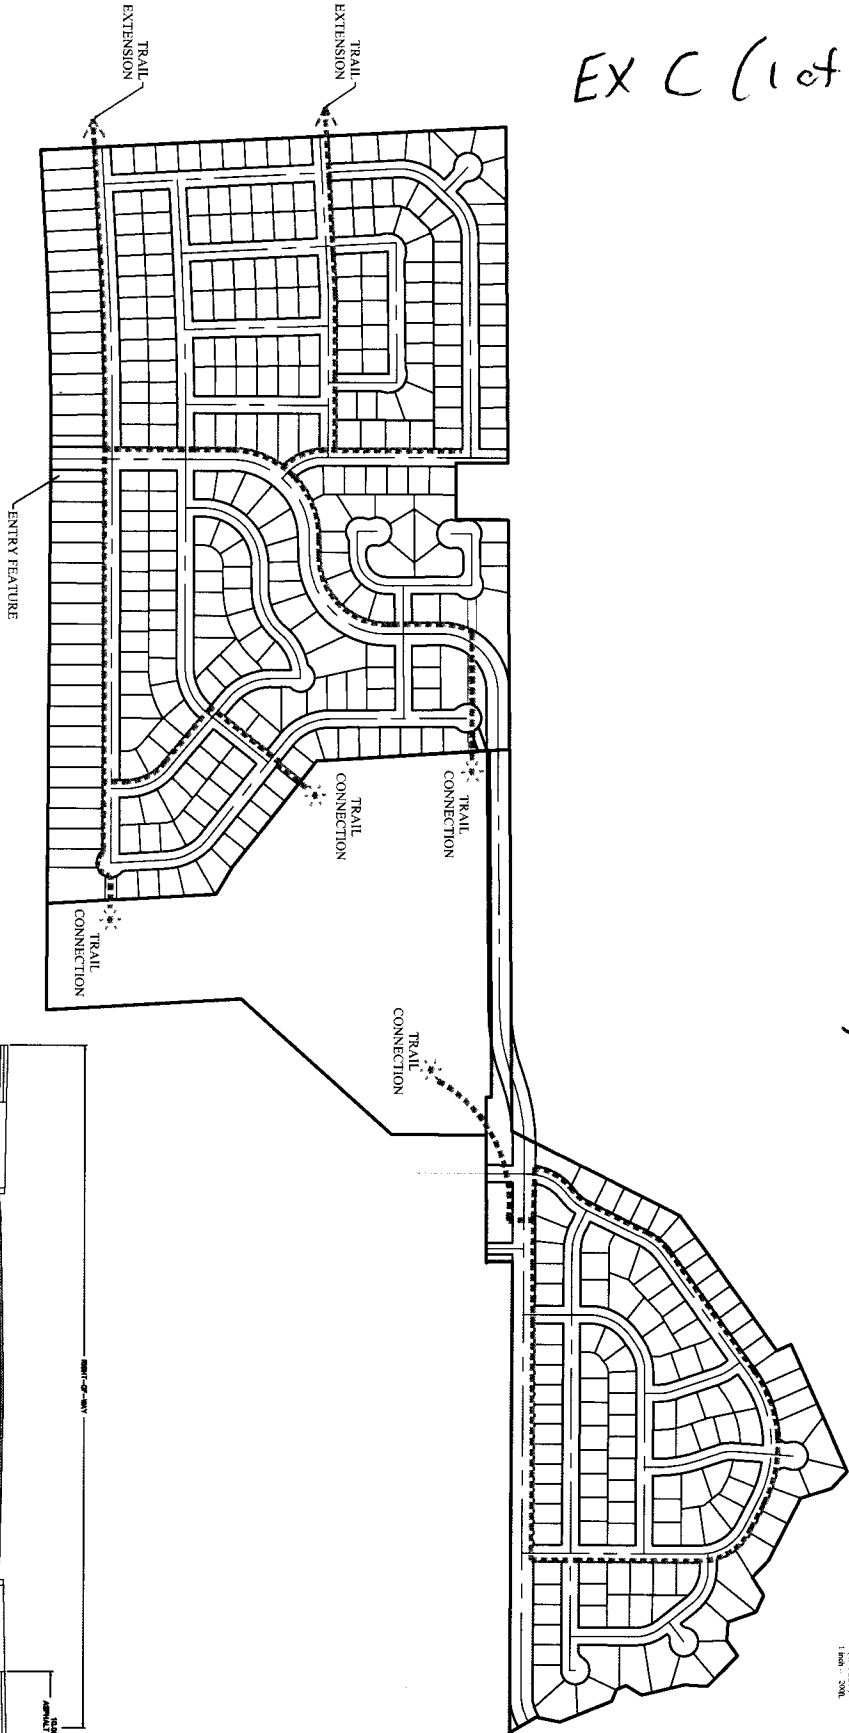 EX C (1 of
TRAIL
EXTENSION
TRAIL
EXTENSION
ENTRY FEATURE
TRAIL
CONNECTION
TRAIL
CONNECTION
TRAIL
CONNECTION
TRAIL
CONNECTION
RIGHT-OF-WAY
ASPHALT